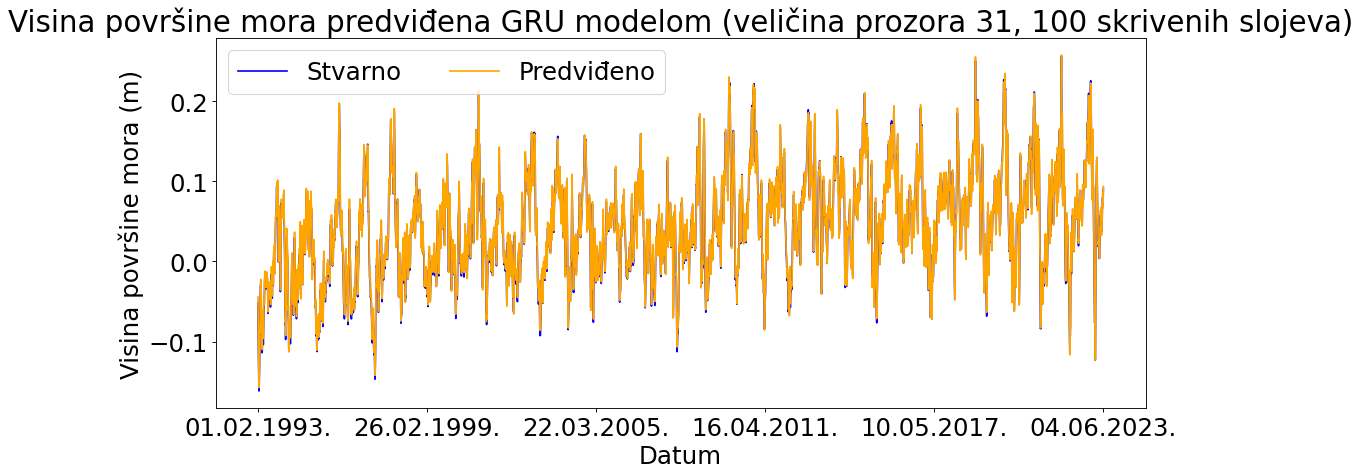 Visina površine mora predviđena GRU modelom (veličina prozora 31, 100 skrivenih slojeva)
Stvarno Predviđeno
Visina površine mora (m)
0.2
0.1
0.0
−0.1
01.02.1993. 26.02.1999. 22.03.2005. 16.04.2011. 10.05.2017. 04.06.2023.
Datum